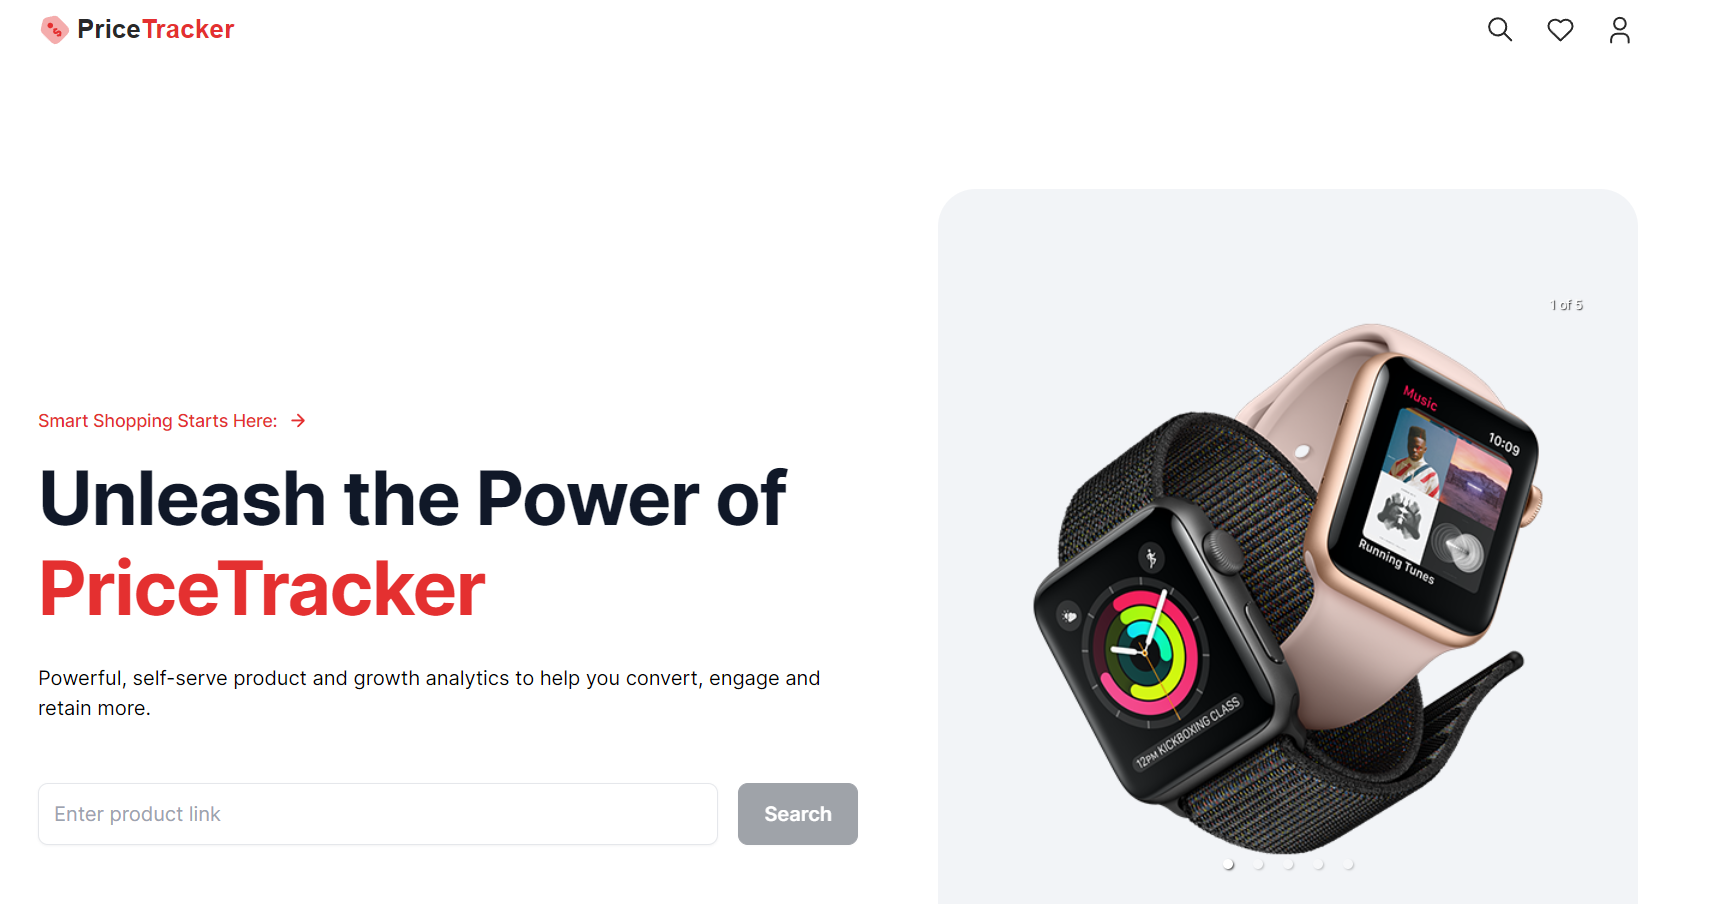 PriceTracker
1 of 5
Smart Shopping Starts Here:
Unleash the Power of
PriceTracker
Powerful, self-serve product and growth analytics to help you convert, engage and
retain more.
Enter product link
Search
Music
10:09
Running Tunes
12PM KICKBOXING CLASS